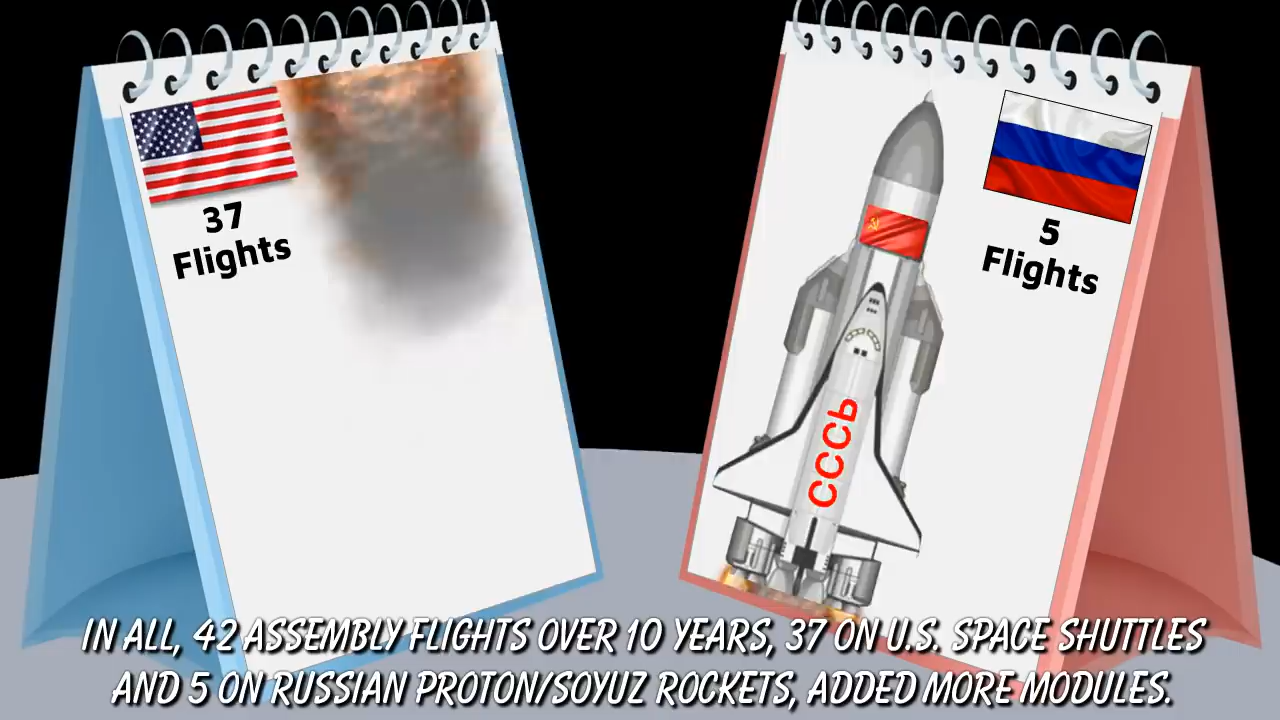 37
Flights
5
Flights
СССЬ
IN ALL, 42 ASSEMBLY FLIGHTS OVER 10 YEARS, 37 ON U.S. SPACE SHUTTLES
AND 5 ON RUSSIAN PROTON/SOYUZ ROCKETS, ADDED MORE MODULES.